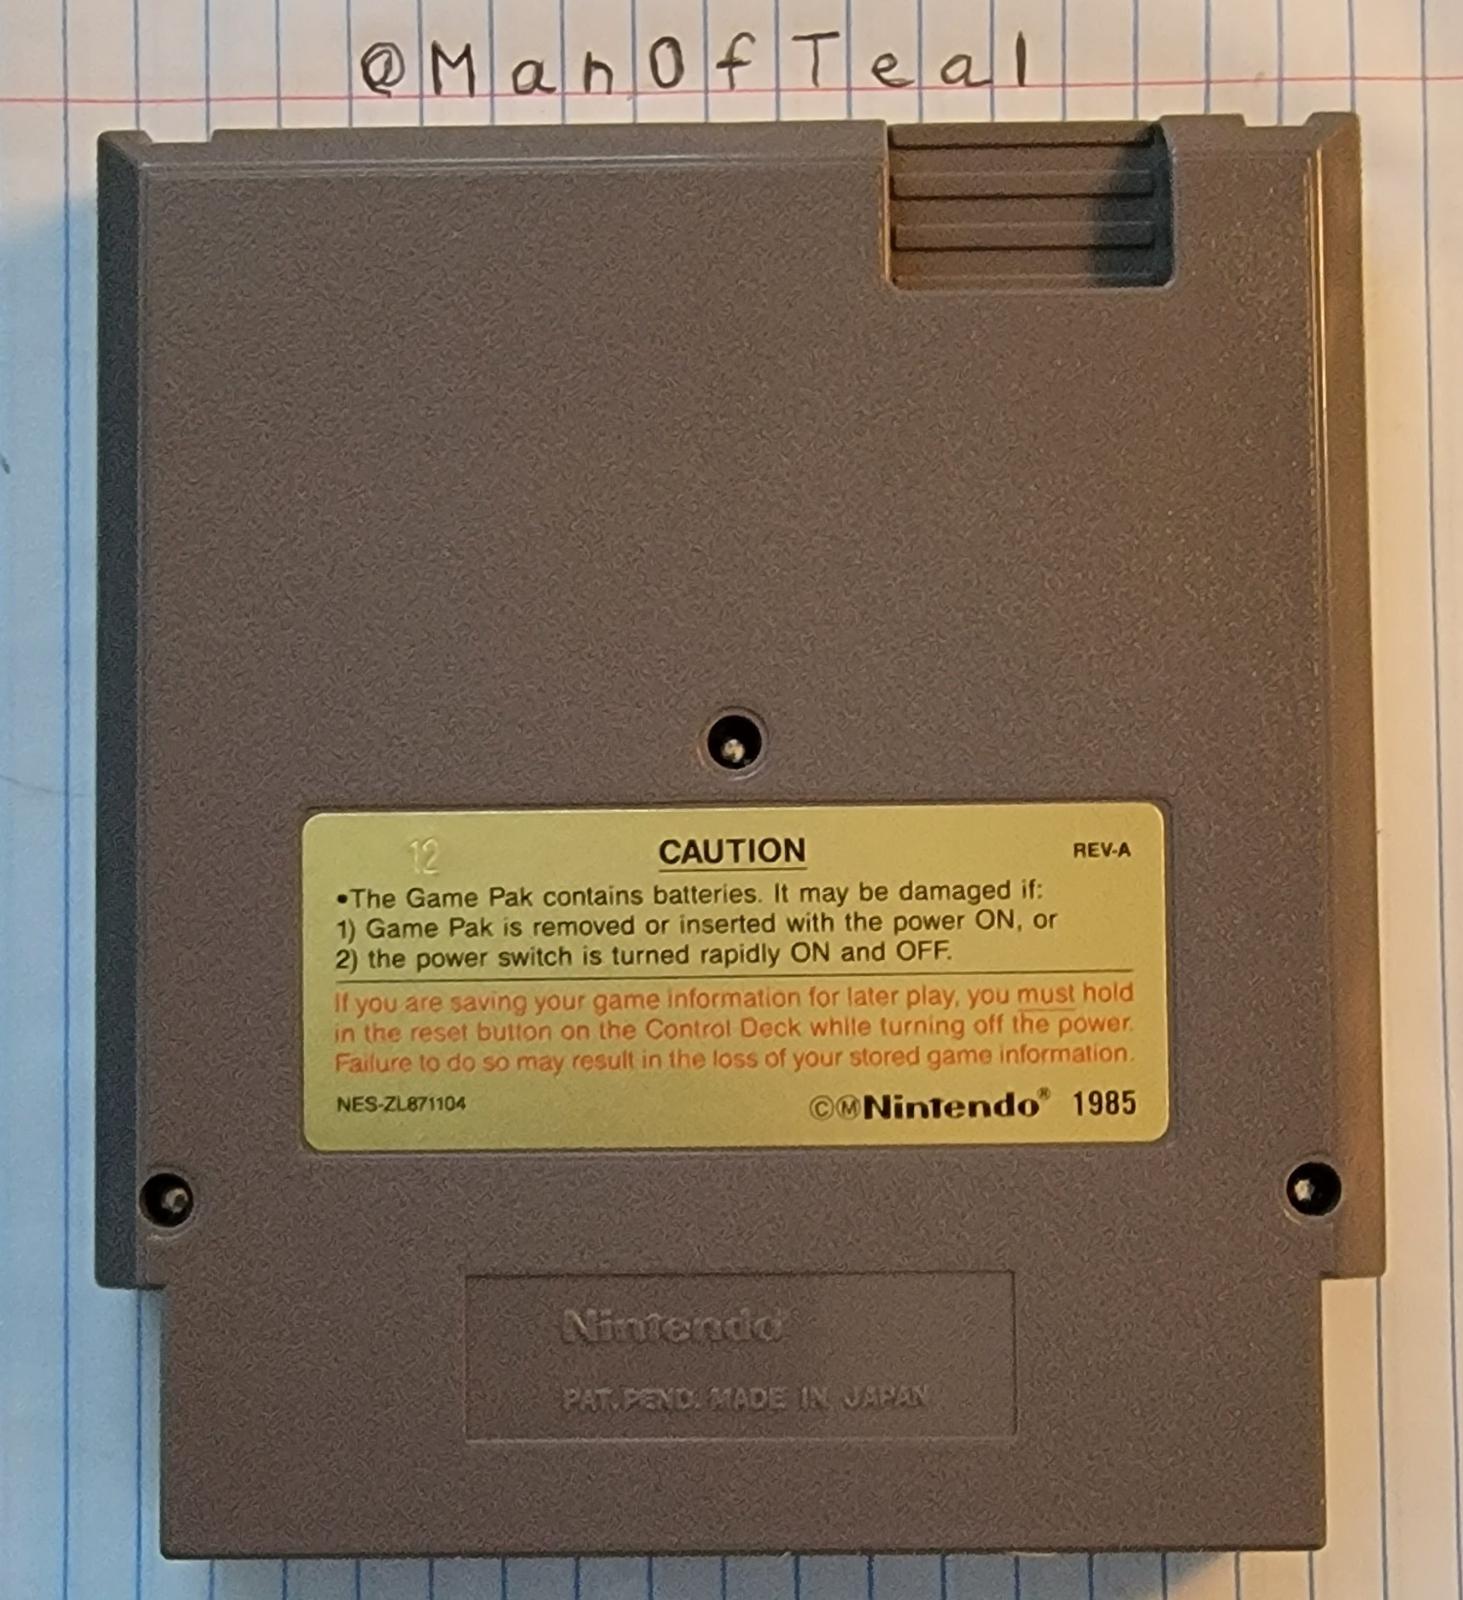 @ManOfTeal
12
CAUTION
REV-A
•The Game Pak contains batteries. It may be damaged if:
1) Game Pak is removed or inserted with the power ON, or
2) the power switch is turned rapidly ON and OFF.
If you are saving your game information for later play, you must hold
in the reset button on the Control Deck while turning off the power.
Failure to do so may result in the loss of your stored game information.
NES-ZL871104
©ⓂNintendo® 1985
Nintendo
PAT. PEND. MADE IN JAPAN